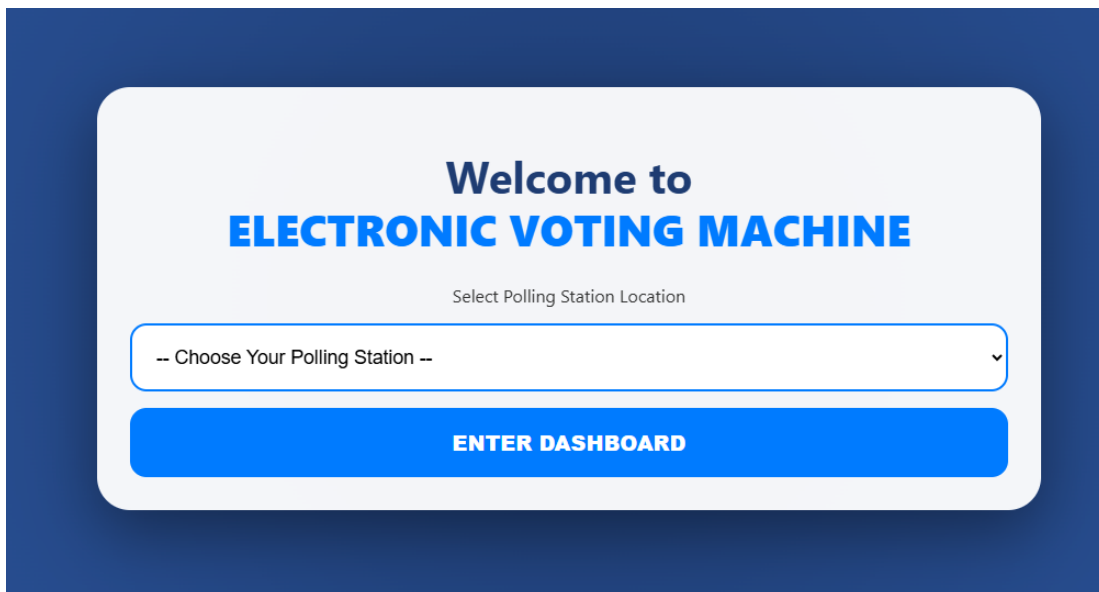 Welcome to
ELECTRONIC VOTING MACHINE
Select Polling Station Location
-- Choose Your Polling Station --
ENTER DASHBOARD